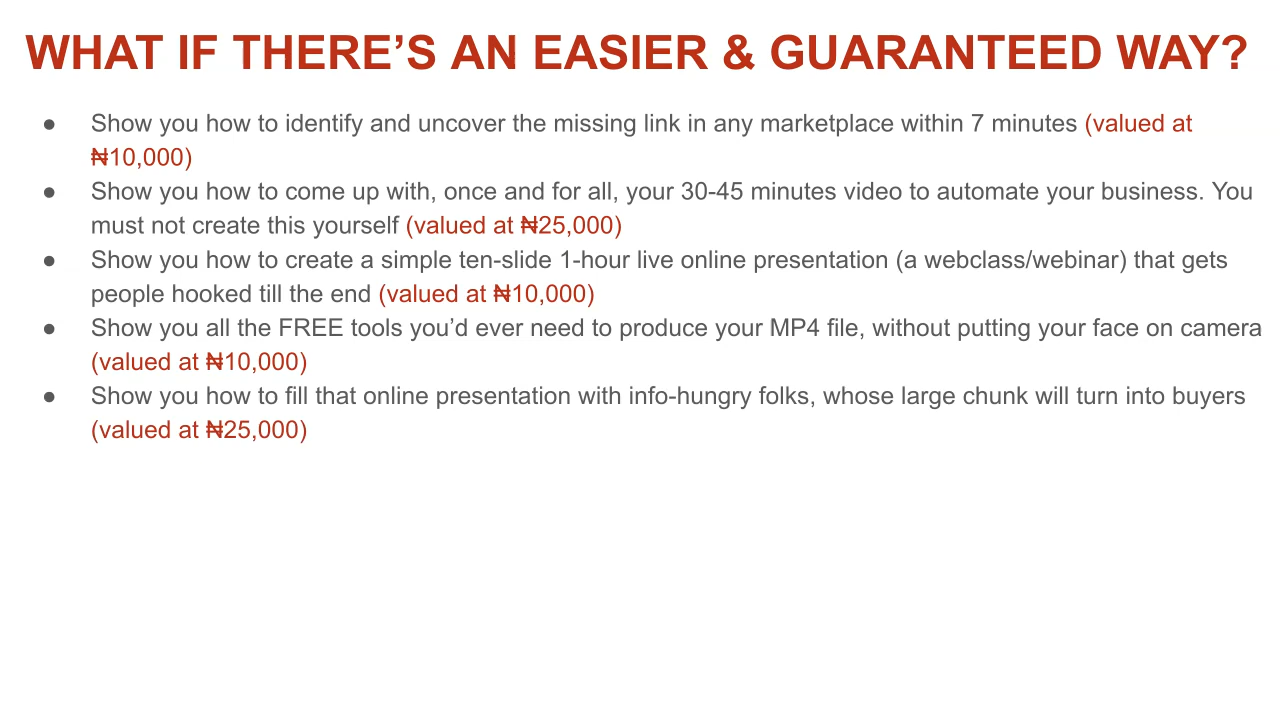 WHAT IF THERE’S AN EASIER & GUARANTEED WAY?
● Show you how to identify and uncover the missing link in any marketplace within 7 minutes (valued at
₦10,000)
● Show you how to come up with, once and for all, your 30-45 minutes video to automate your business. You
must not create this yourself (valued at ₦25,000)
● Show you how to create a simple ten-slide 1-hour live online presentation (a webclass/webinar) that gets
people hooked till the end (valued at ₦10,000)
● Show you all the FREE tools you’d ever need to produce your MP4 file, without putting your face on camera
(valued at ₦10,000)
● Show you how to fill that online presentation with info-hungry folks, whose large chunk will turn into buyers
(valued at ₦25,000)